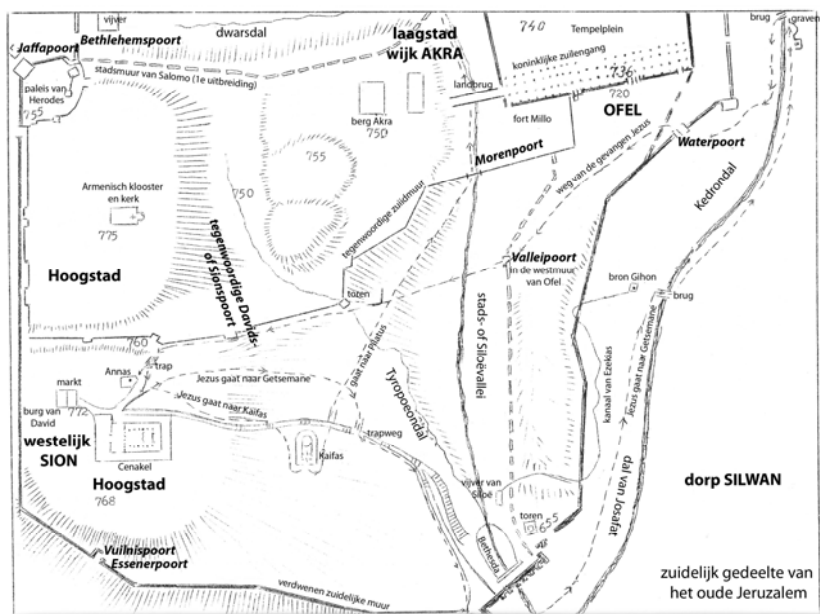 vijver
dwarsdal
laagstad
wijk AKRA
740
Tempelplein
brug
graven
Jaffapoort
Bethlehemspoort
koninklijke zuilengang
736
stadsmuur van Salomo (1e uitbreiding)
landbrug
720
paleis van
Herodes
755
berg Akra
750
fort Millo
OFEL
Morenpoort
Waterpoort
755
weg van de gevangen Jezus
Kedrondal
Armenisch klooster
en kerk
775
750
tegenwoordige zuidmuur
tegenwoordige Davids-
of Sionspoort
Hoogstad
Valleipoort
in de westmuur
van Ofel
bron Gihon
brug
toren
stads- of Siloëvallei
760
trap
Annas
gaat naar Pilatus
Jezus gaat naar Getsemane
kanaal van Ezekias
Jezus gaat naar Getsemane
markt
Jezus gaat naar Kaifas
Tyropoeondal
burg van
David
772
westelijk
SION
trapweg
Kaifas
Cenakel
Hoogstad
768
dal van Josafat
dorp SILWAN
vijver van
Siloë
toren
655
Bethesda
Vuilnispoort
Essenerpoort
verdwenen zuidelijke muur
zuidelijk gedeelte van
het oude Jeruzalem